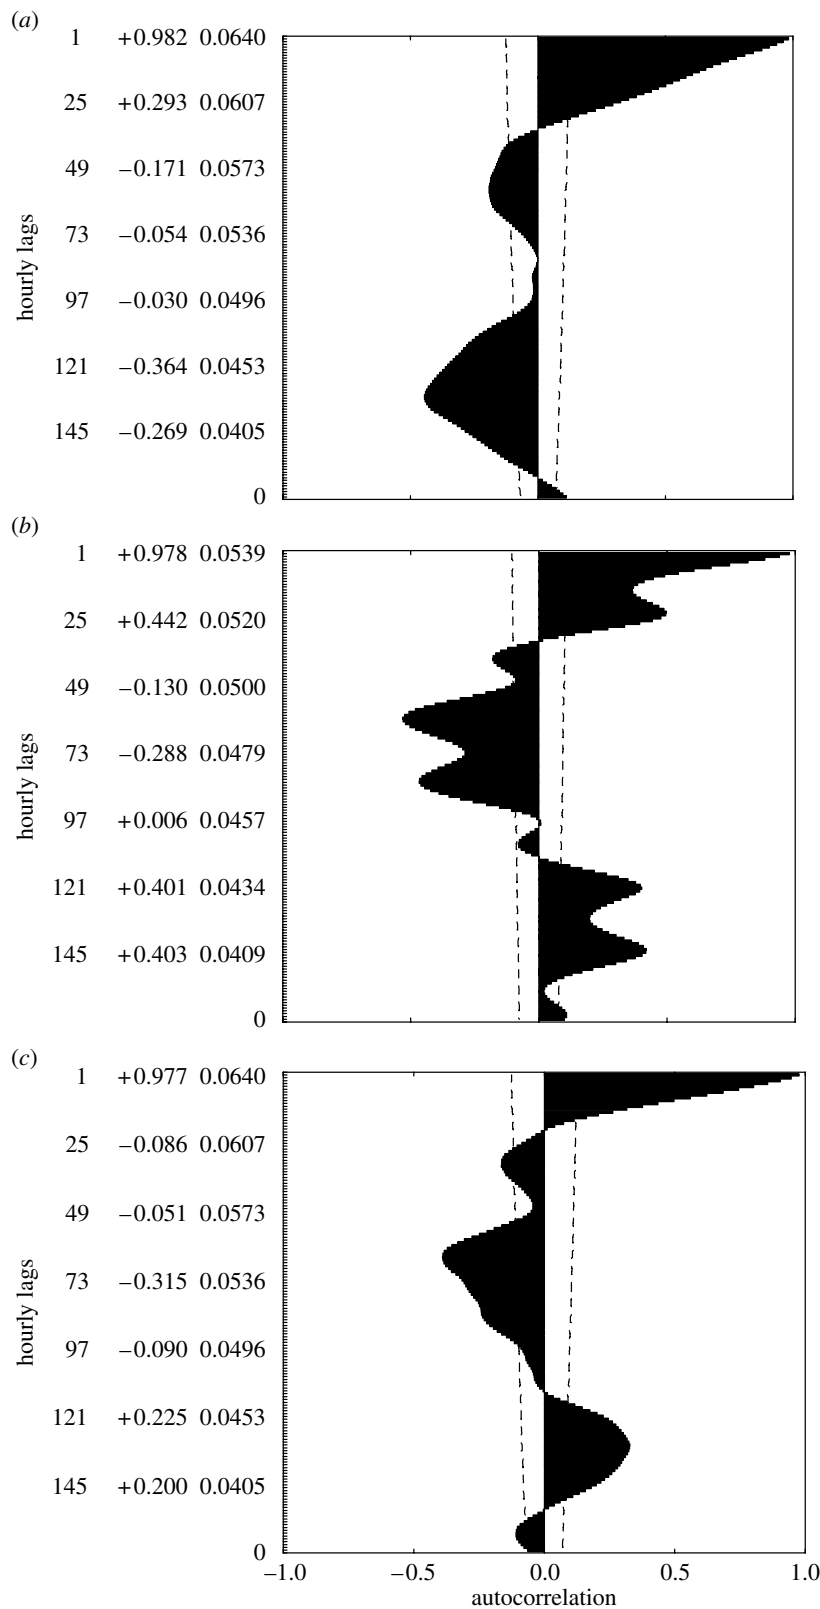 (a)
1 +0.982 0.0640
25 +0.293 0.0607
49 −0.171 0.0573
73 −0.054 0.0536
97 −0.030 0.0496
121 −0.364 0.0453
145 −0.269 0.0405
0
hourly lags
(b)
1 +0.978 0.0539
25 +0.442 0.0520
49 −0.130 0.0500
73 −0.288 0.0479
97 +0.006 0.0457
121 +0.401 0.0434
145 +0.403 0.0409
0
hourly lags
(c)
1 +0.977 0.0640
25 −0.086 0.0607
49 −0.051 0.0573
73 −0.315 0.0536
97 −0.090 0.0496
121 +0.225 0.0453
145 +0.200 0.0405
0
hourly lags
−1.0 −0.5 0.0 0.5 1.0
autocorrelation